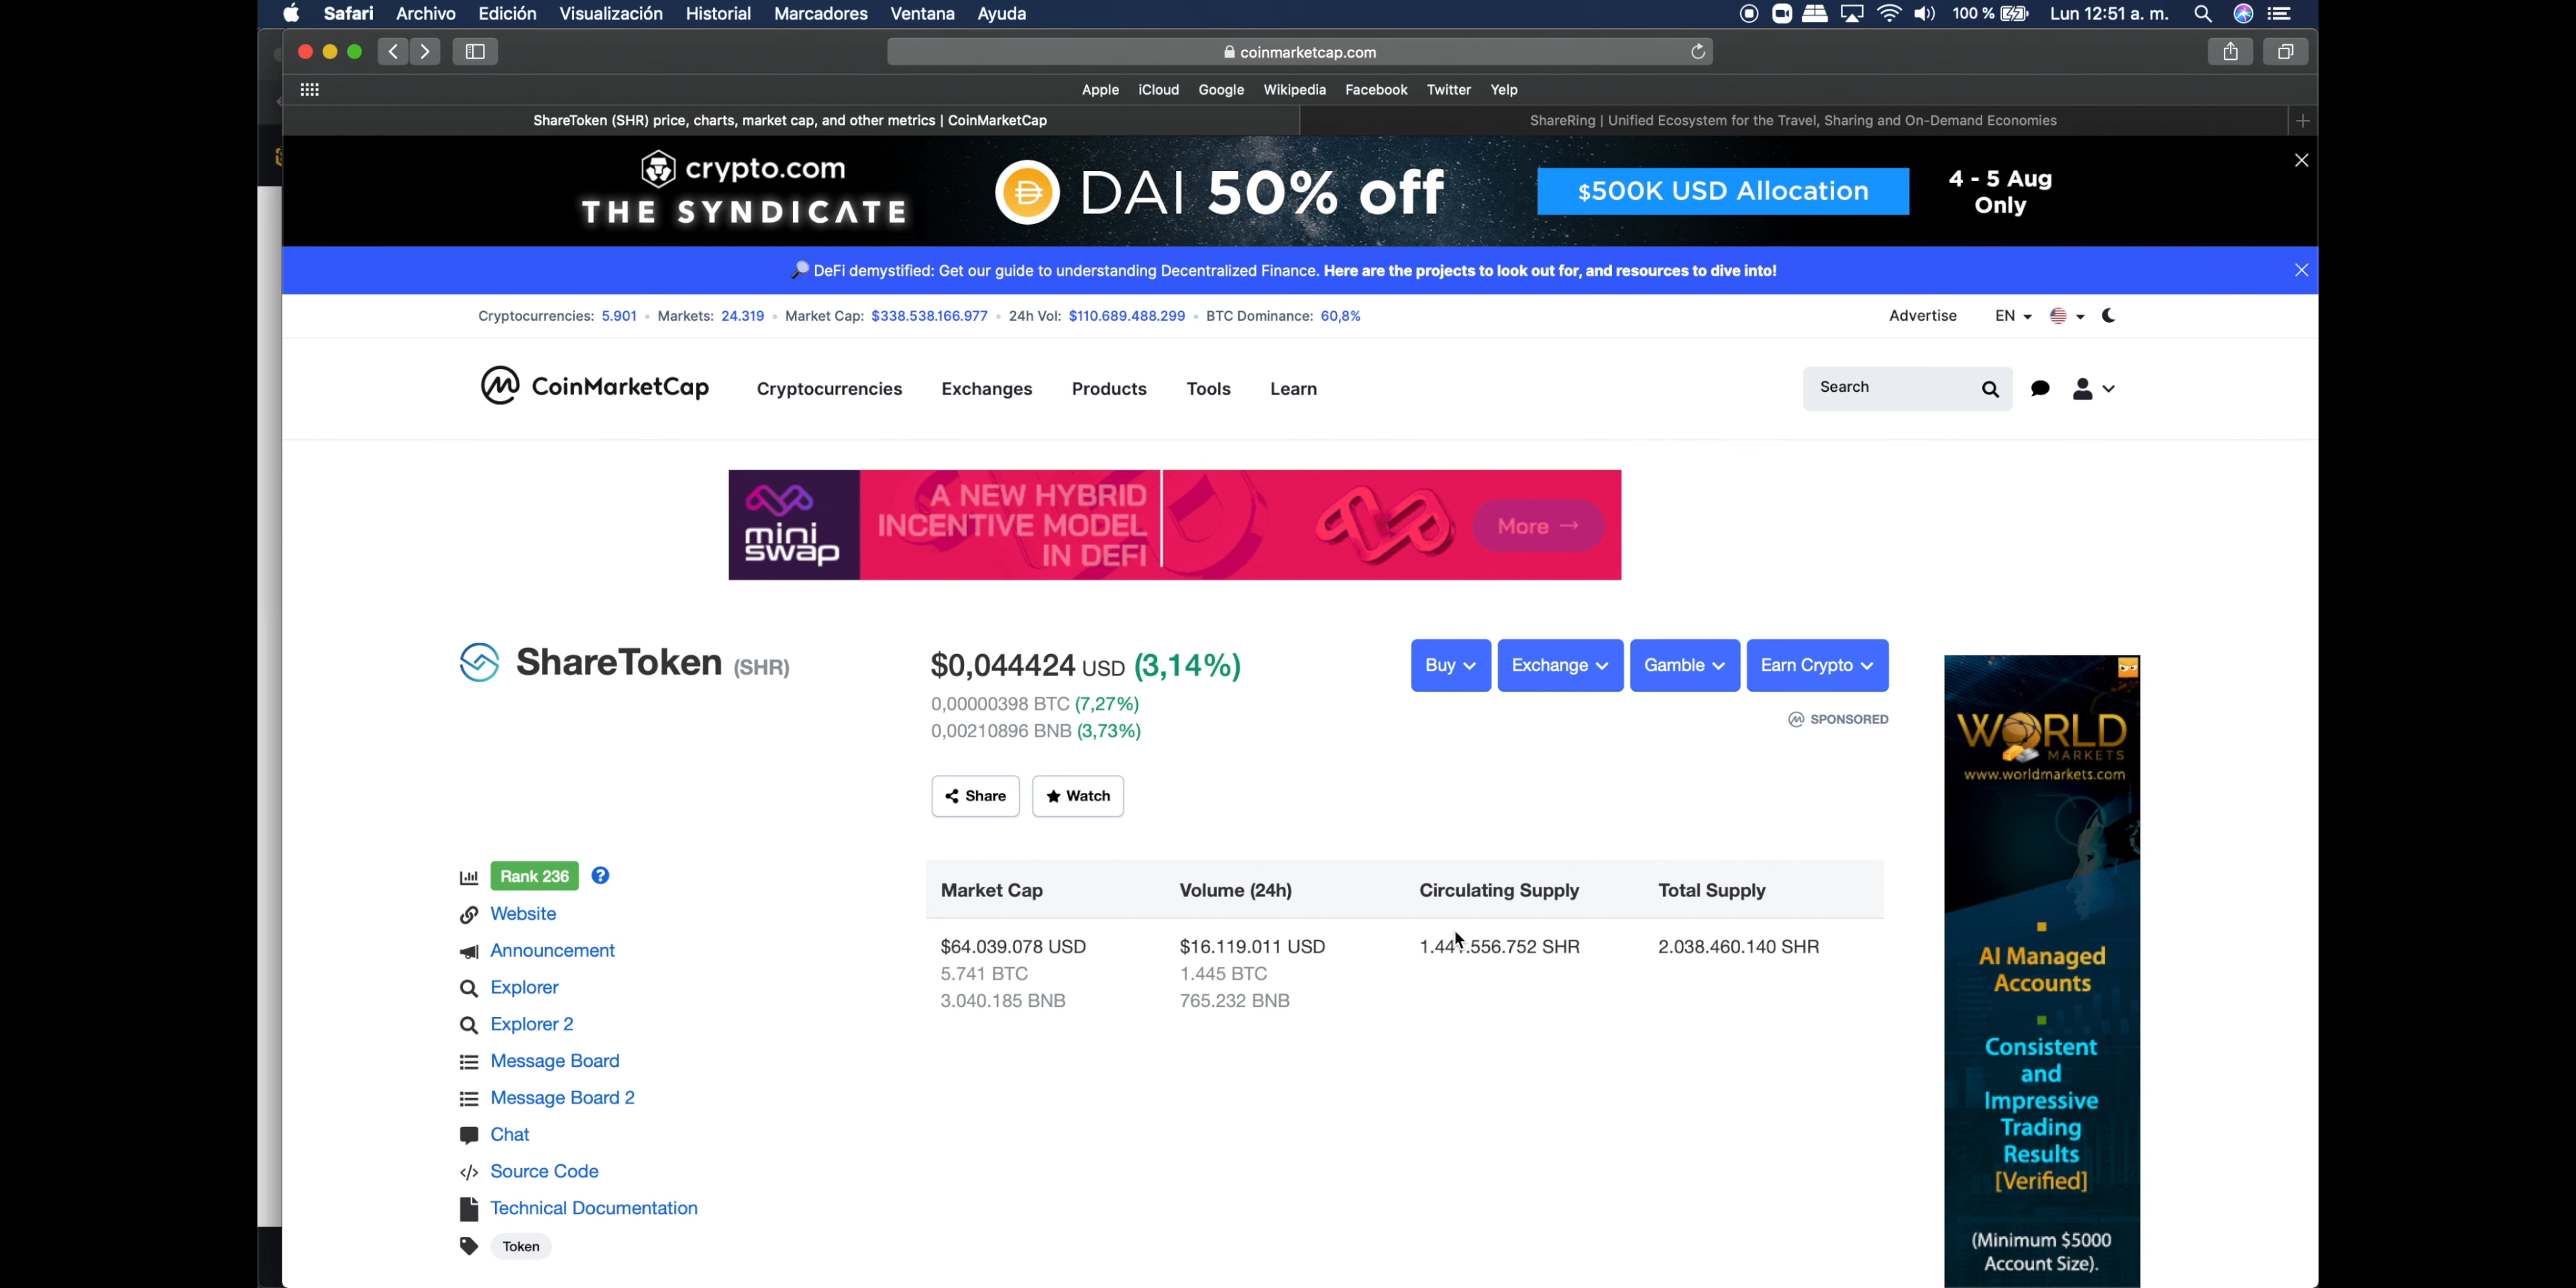 Safari Archivo Edición Visualización Historial Marcadores Ventana Ayuda 100 % Lun 12:51 a. m.
coinmarketcap.com
Apple iCloud Google Wikipedia Facebook Twitter Yelp
ShareToken (SHR) price, charts, market cap, and other metrics | CoinMarketCap
ShareRing | Unified Ecosystem for the Travel, Sharing and On-Demand Economies
crypto.com
THE SYNDICATE
DAI 50% off
$500K USD Allocation
4 - 5 Aug
Only
DeFi demystified: Get our guide to understanding Decentralized Finance. Here are the projects to look out for, and resources to dive into!
Cryptocurrencies: 5.901 • Markets: 24.319 • Market Cap: $338.538.166.977 • 24h Vol: $110.689.488.299 • BTC Dominance: 60,8%
Advertise EN
CoinMarketCap Cryptocurrencies Exchanges Products Tools Learn Search
mini
swap
A NEW HYBRID
INCENTIVE MODEL
IN DEFI
More →
ShareToken (SHR)
$0,044424 USD (3,14%)
0,00000398 BTC (7,27%)
0,00210896 BNB (3,73%)
Buy Exchange Gamble Earn Crypto
SPONSORED
Share Watch
Rank 236
Website
Announcement
Explorer
Explorer 2
Message Board
Message Board 2
Chat
Source Code
Technical Documentation
Token
Market Cap Volume (24h) Circulating Supply Total Supply
$64.039.078 USD $16.119.011 USD 2.038.460.140 SHR
5.741 BTC 1.445 BTC
3.040.185 BNB 765.232 BNB
WORLD
MARKETS
www.worldmarkets.com
AI Managed
Accounts
Consistent
and
Impressive
Trading
Results
[Verified]
(Minimum $5000
Account Size).